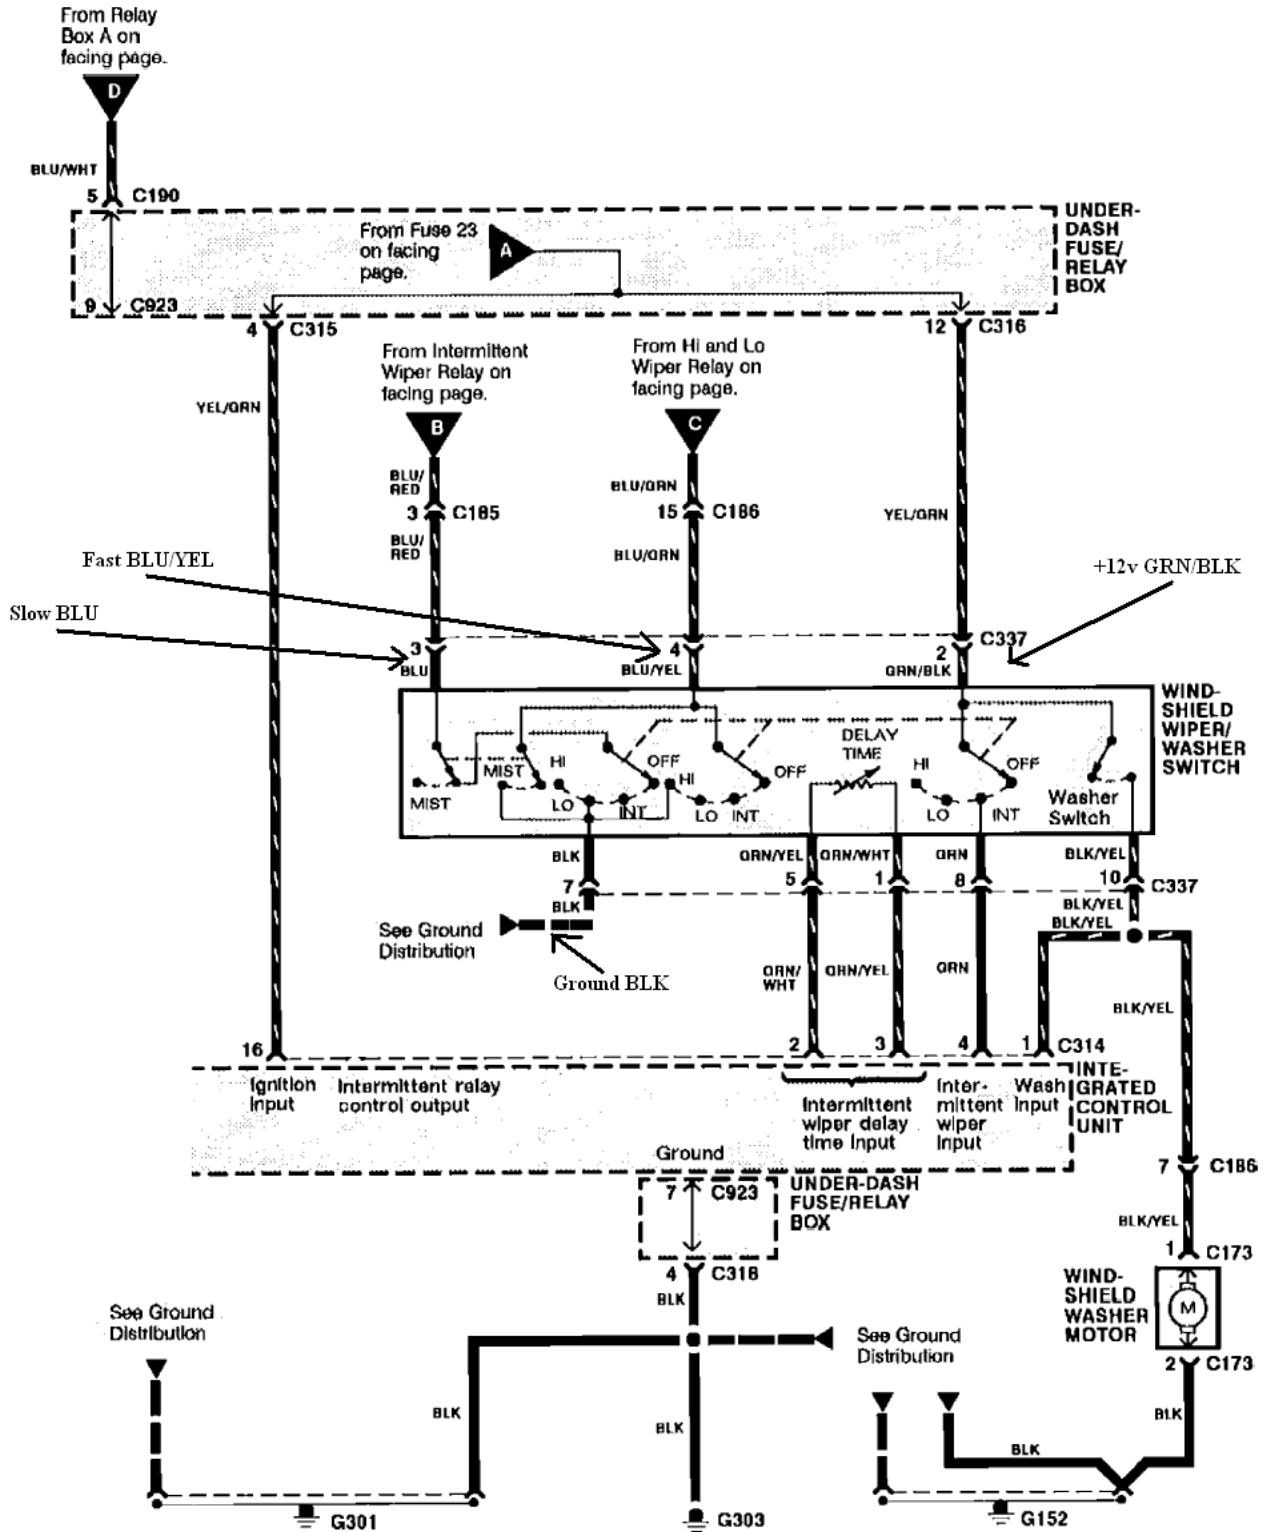 From Relay
Box A on
facing page.
D
BLU/WHT
5 C190
From Fuse 23
on facing
page.
A
UNDER-
DASH
FUSE/
RELAY
BOX
9 C923
4 C315
12 C316
From Intermittent
Wiper Relay on
facing page.
From Hi and Lo
Wiper Relay on
facing page.
YEL/GRN
B
C
BLU/
RED
BLU/GRN
3 C185
15 C186
YEL/GRN
BLU/
RED
BLU/GRN
Fast BLU/YEL
+12v GRN/BLK
Slow BLU
3
4
2
C337
BLU
BLU/YEL
GRN/BLK
WIND-
SHIELD
WIPER/
WASHER
SWITCH
DELAY
TIME
MIST
MIST
HI
LO
INT
OFF
HI
LO
INT
OFF
HI
LO
INT
OFF
Washer
Switch
BLK
GRN/YEL
GRN/WHT
GRN
BLK/YEL
7
5
1
8
10
C337
BLK
BLK/YEL
BLK/YEL
See Ground
Distribution
Ground BLK
GRN/
WHT
GRN/YEL
GRN
BLK/YEL
16
2
3
4
1
C314
Ignition
Input
Intermittent relay
control output
Intermittent
wiper delay
time input
Inter-
mittent
wiper
input
Wash
input
INTE-
GRATED
CONTROL
UNIT
Ground
7 C923
UNDER-DASH
FUSE/RELAY
BOX
7 C186
BLK/YEL
1 C173
4 C318
BLK
WIND-
SHIELD
WASHER
MOTOR
M
2 C173
See Ground
Distribution
See Ground
Distribution
BLK
BLK
BLK
BLK
G301
G303
G152